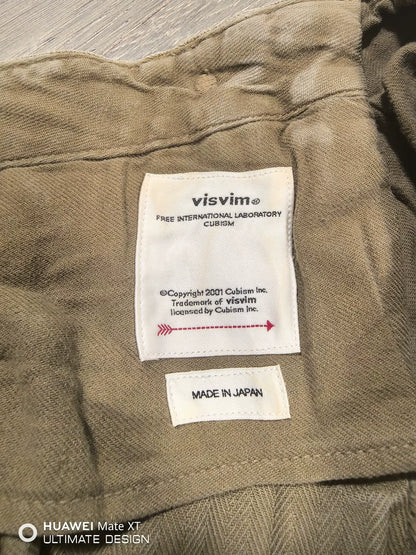 visvim®
FREE INTERNATIONAL LABORATORY
CUBISM
©Copyright 2001 Cubism Inc.
Trademark of visvim
licensed by Cubism Inc.
MADE IN JAPAN
HUAWEI Mate XT
ULTIMATE DESIGN